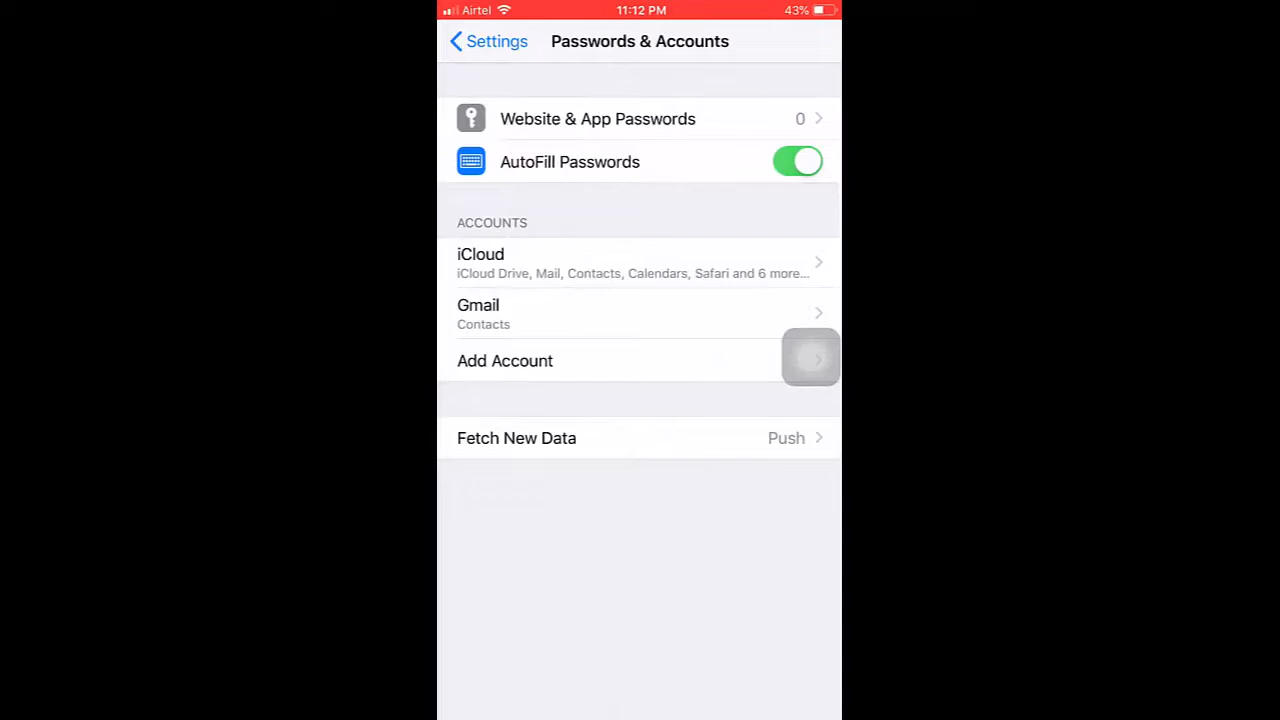 Airtel 11:12 PM 43%
Settings Passwords & Accounts
Website & App Passwords 0
AutoFill Passwords
ACCOUNTS
iCloud
iCloud Drive, Mail, Contacts, Calendars, Safari and 6 more...
Gmail
Contacts
Add Account
Fetch New Data Push